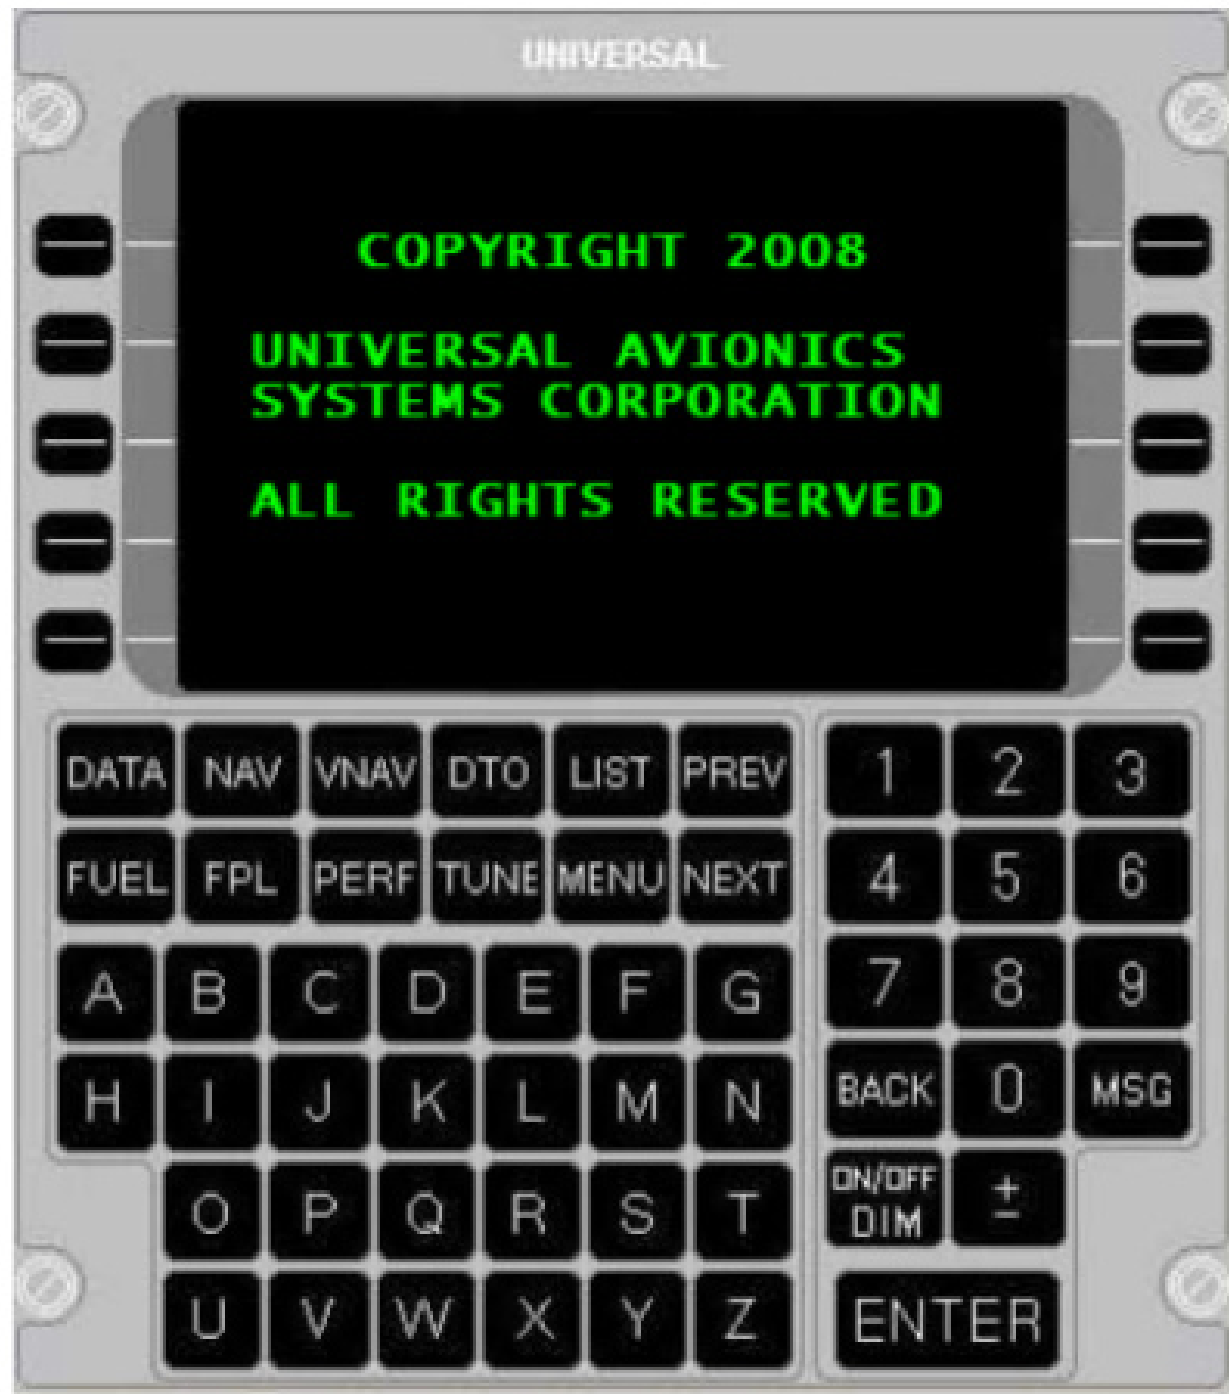 UNIVERSAL
COPYRIGHT 2008
UNIVERSAL AVIONICS
SYSTEMS CORPORATION
ALL RIGHTS RESERVED
DATA NAV VNAV DTO LIST PREV
FUEL FPL PERF TUNE MENU NEXT
A B C D E F G
H I J K L M N
O P Q R S T
U V W X Y Z
1 2 3
4 5 6
7 8 9
BACK 0 MSG
ON/OFF
DIM ±
ENTER